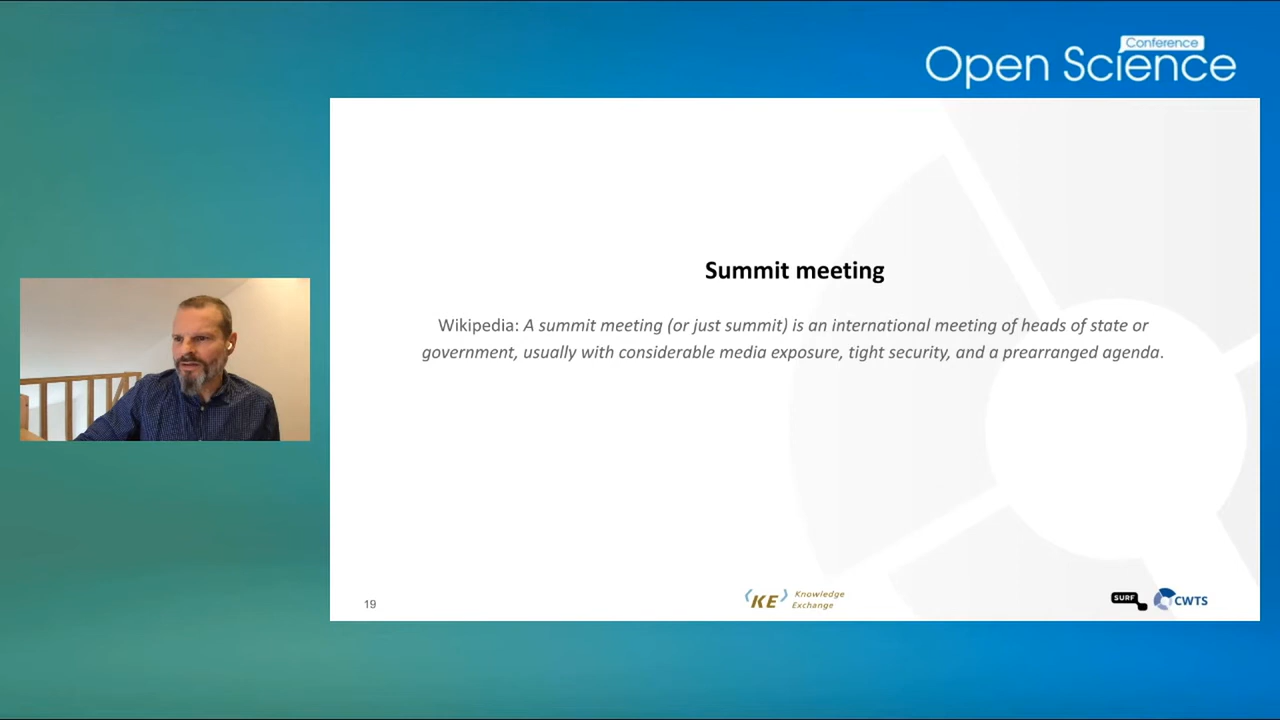 Conference
Open Science
Summit meeting
Wikipedia: A summit meeting (or just summit) is an international meeting of heads of state or
government, usually with considerable media exposure, tight security, and a prearranged agenda.
19
KE Knowledge
Exchange
SURF
CWTS